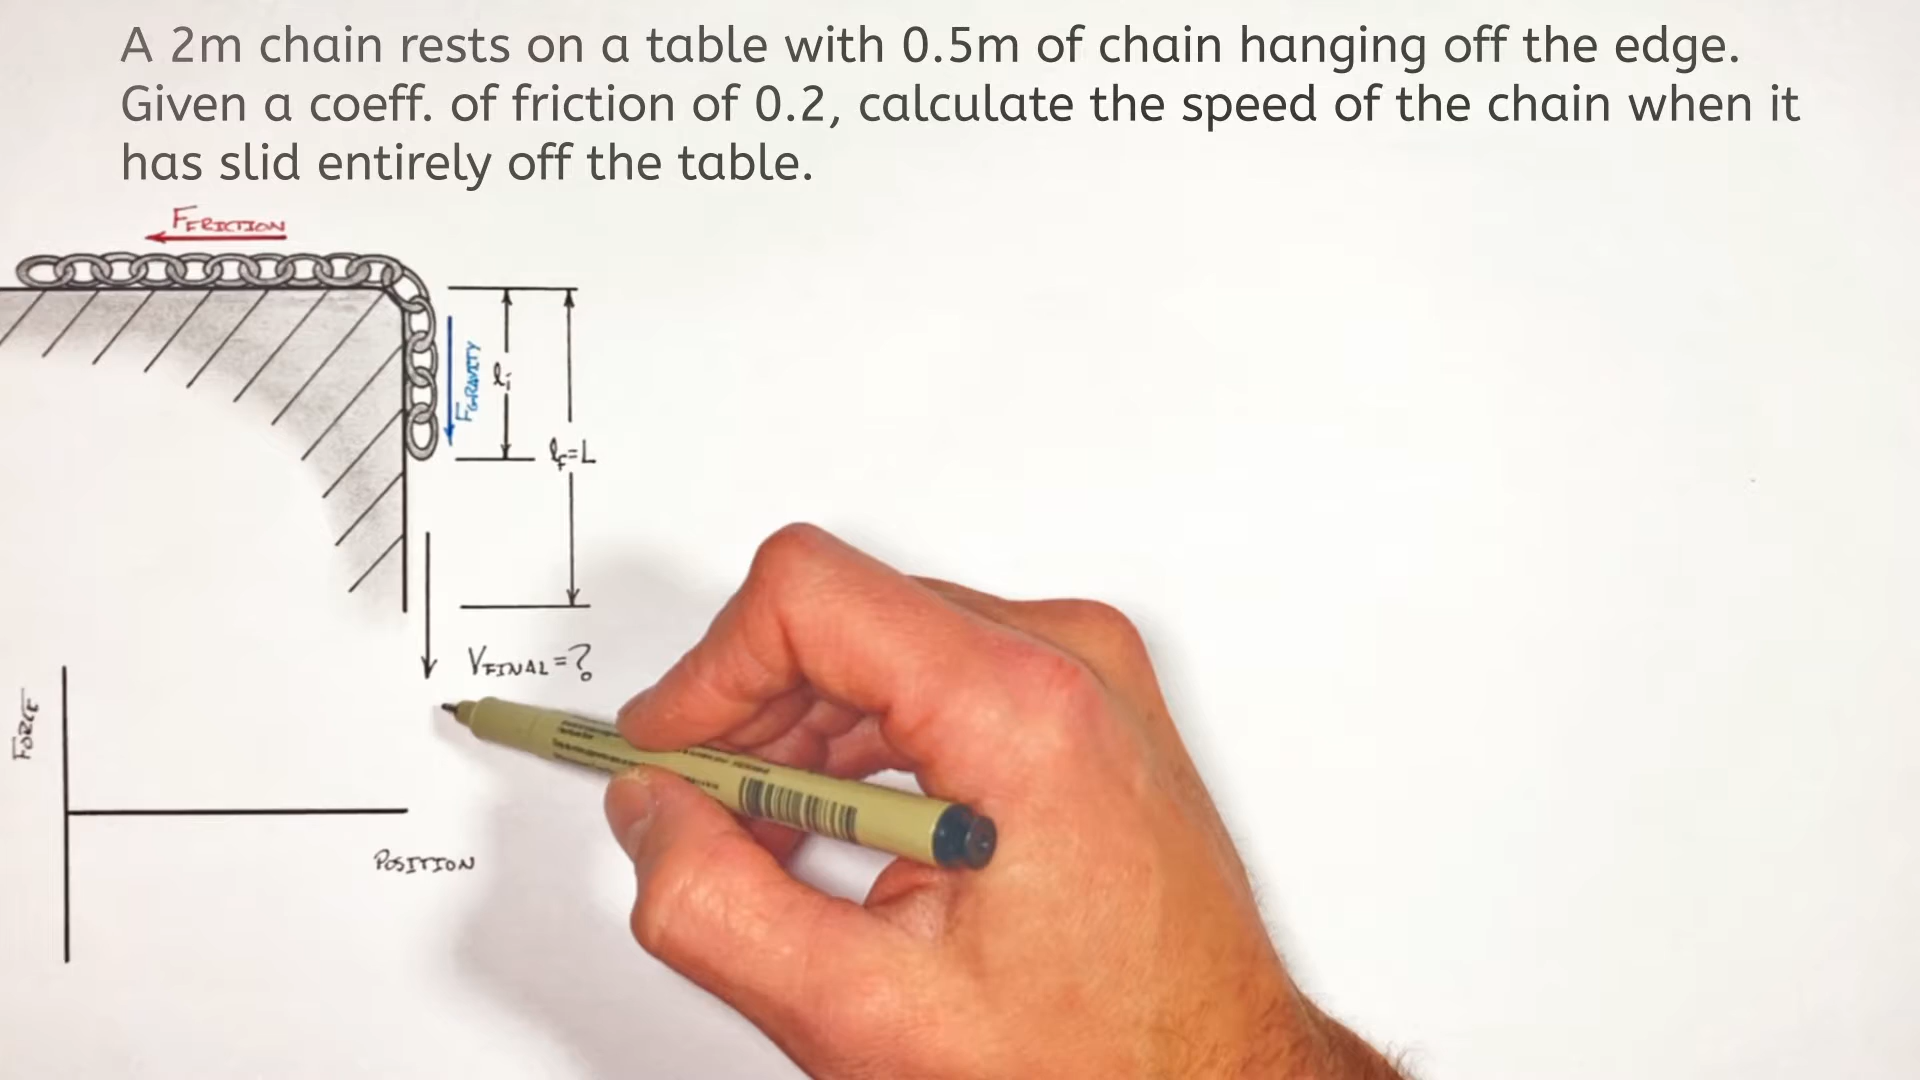 A 2m chain rests on a table with 0.5m of chain hanging off the edge.
Given a coeff. of friction of 0.2, calculate the speed of the chain when it
has slid entirely off the table.
FFRICTION
FGRAVITY
li
lF=L
VFINAL=?
FORCE
POSITION